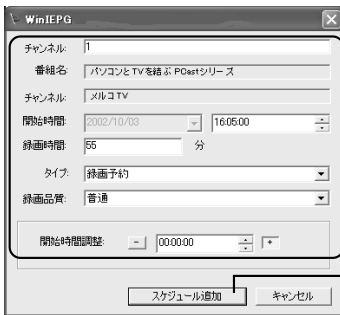 WinIEPG
チャンネル: 1
番組名: パソコンとTVを結ぶ PCastシリーズ
チャンネル: メルコTV
開始時間: 2002/10/03 16:05:00
録画時間: 55 分
タイプ: 録画予約
録画品質: 普通
開始時間調整: - 00:00:00 +
スケジュール追加 キャンセル